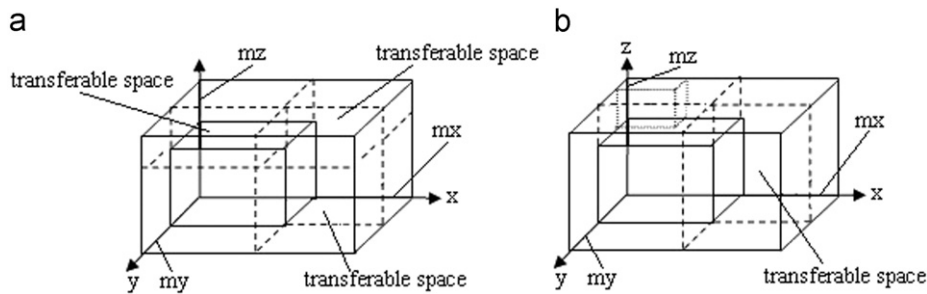 a
b
mz
transferable space
transferable space
mx
x
transferable space
y
my
z
mz
mx
x
transferable space
y
my